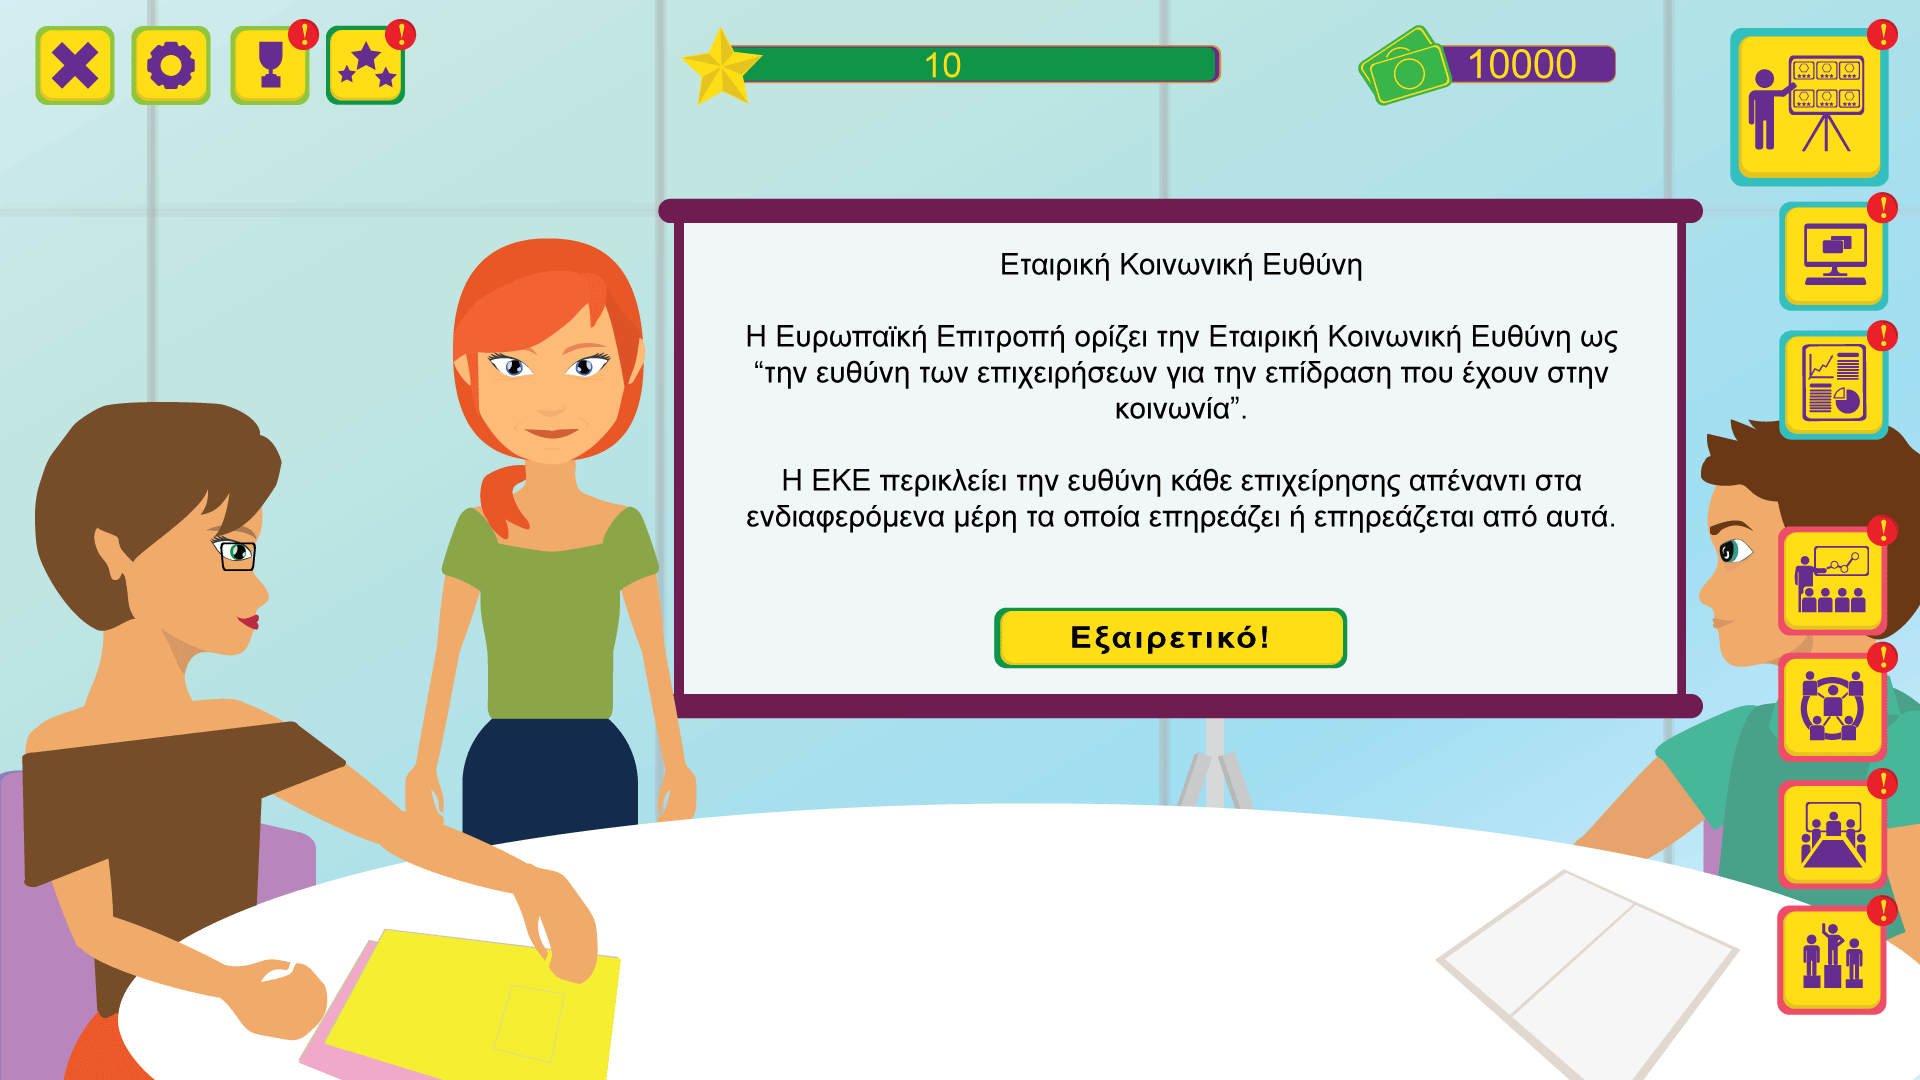 10
10000
Εταιρική Κοινωνική Ευθύνη
Η Ευρωπαϊκή Επιτροπή ορίζει την Εταιρική Κοινωνική Ευθύνη ως
“την ευθύνη των επιχειρήσεων για την επίδραση που έχουν στην
κοινωνία”.
Η ΕΚΕ περικλείει την ευθύνη κάθε επιχείρησης απέναντι στα
ενδιαφερόμενα μέρη τα οποία επηρεάζει ή επηρεάζεται από αυτά.
Εξαιρετικό!